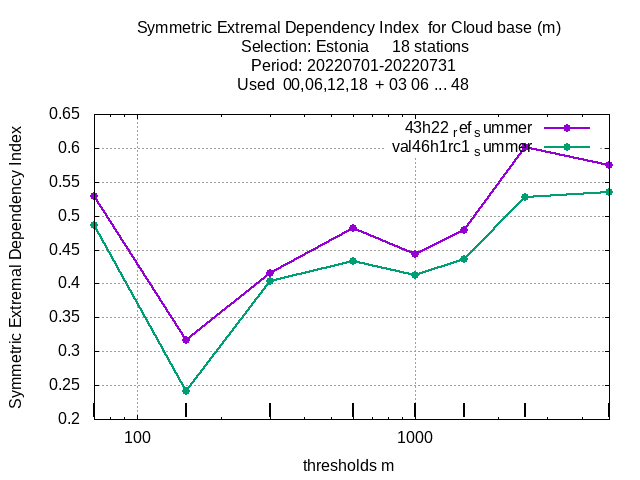 Symmetric Extremal Dependency Index  for Cloud base (m)
Selection: Estonia     18 stations
Period: 20220701-20220731
Used  00,06,12,18  + 03 06 ... 48
Symmetric Extremal Dependency Index
0.65
0.6
0.55
0.5
0.45
0.4
0.35
0.3
0.25
0.2
43h22 ref summer
val46h1rc1 summer
100
1000
thresholds m